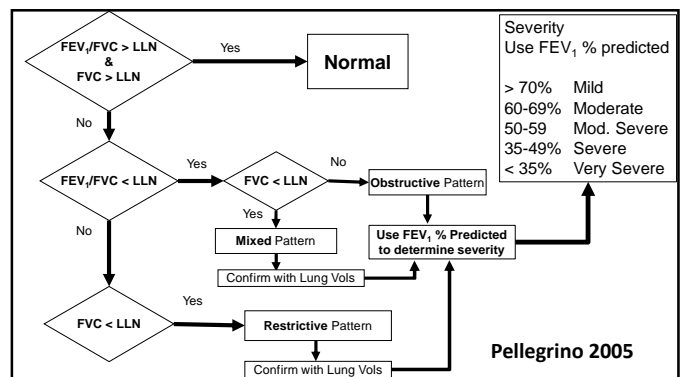 FEV1/FVC > LLN
&
FVC > LLN
Yes
Normal
No
FEV1/FVC < LLN
Yes
FVC < LLN
No
Obstructive Pattern
Yes
Mixed Pattern
Confirm with Lung Vols
Use FEV1 % Predicted
to determine severity
No
FVC < LLN
Yes
Restrictive Pattern
Confirm with Lung Vols
Severity
Use FEV1 % predicted
> 70% Mild
60-69% Moderate
50-59 Mod. Severe
35-49% Severe
< 35% Very Severe
Pellegrino 2005